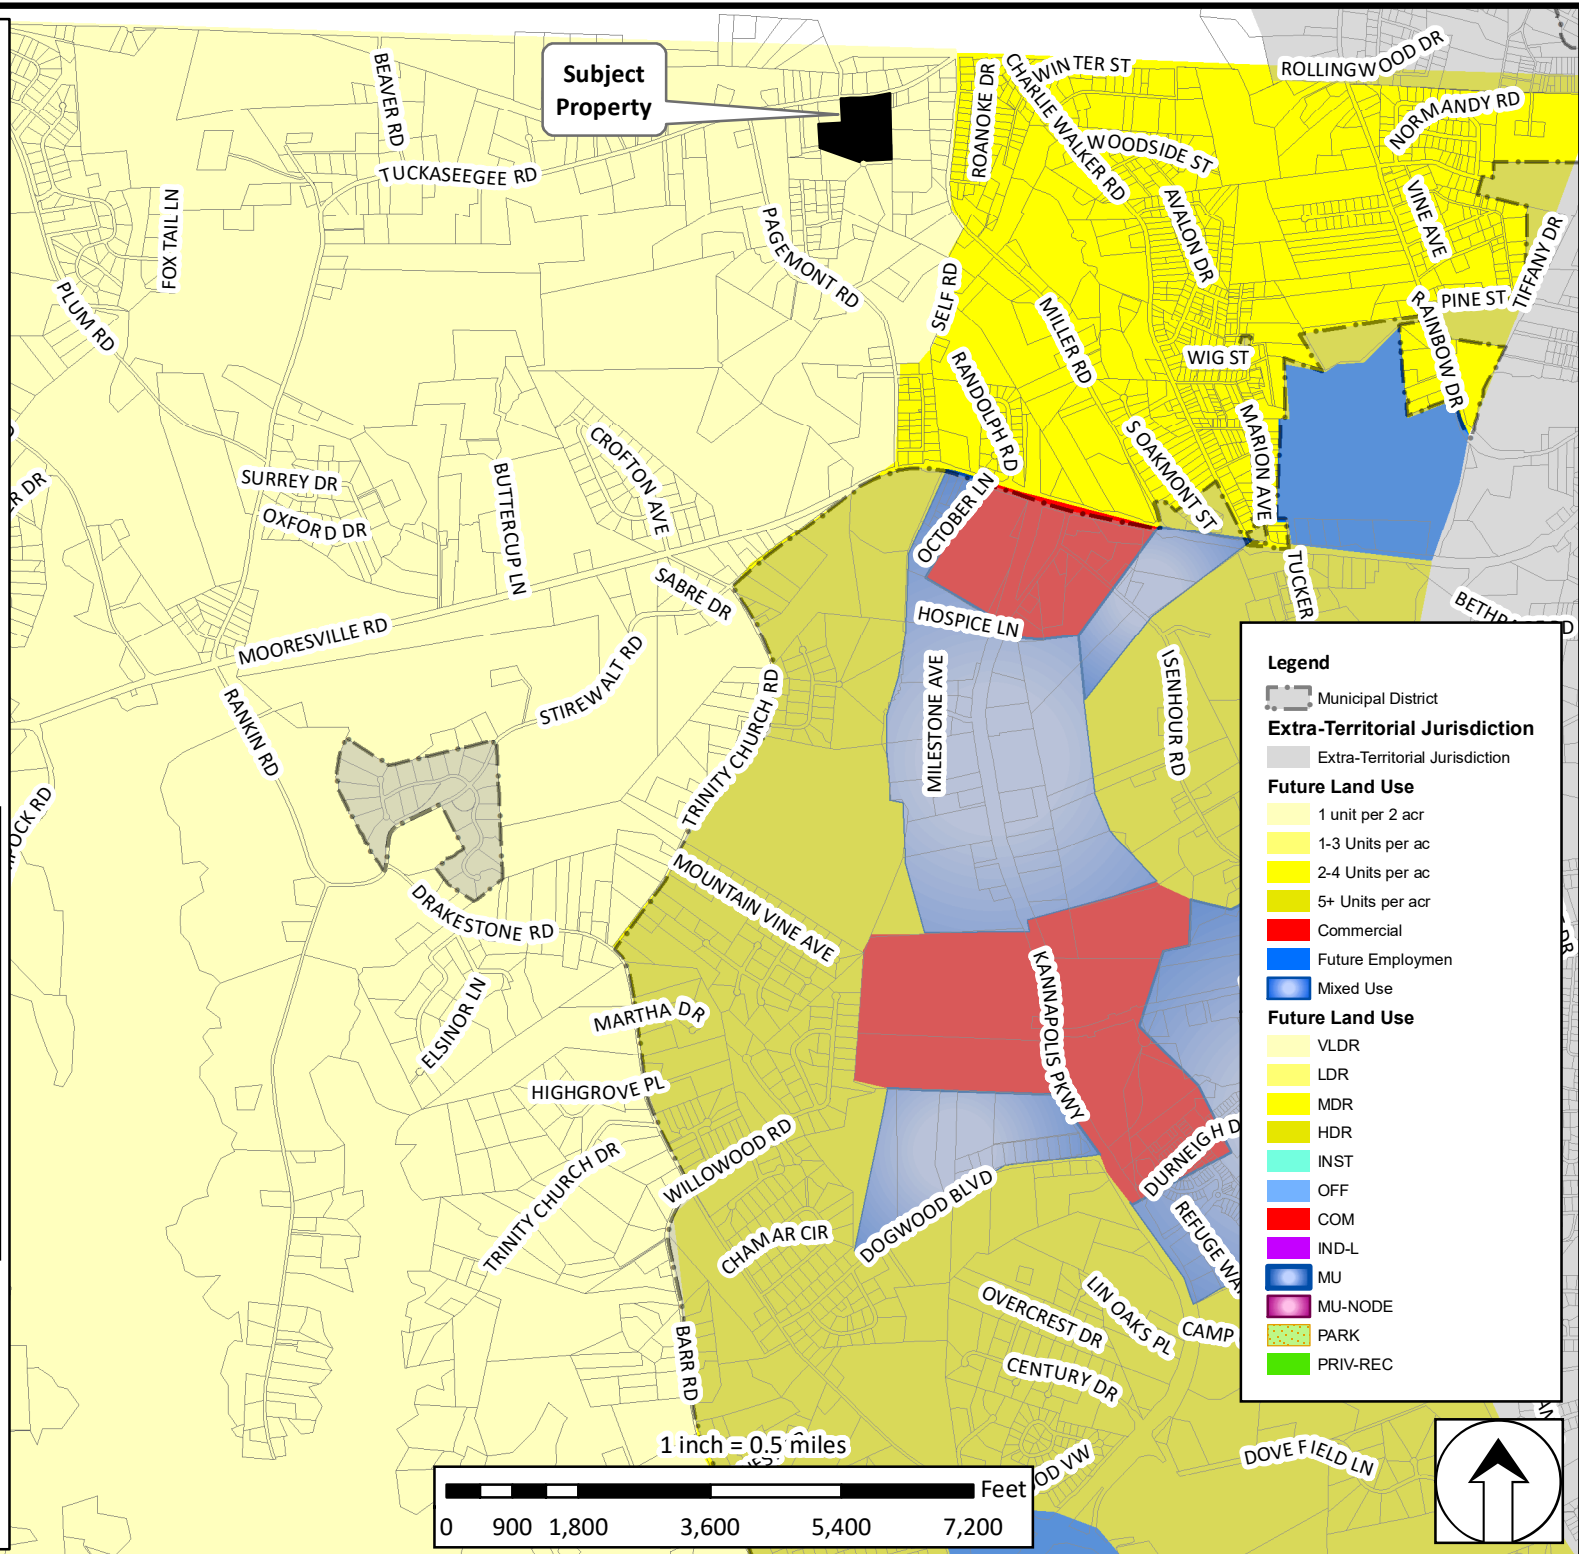 Subject
Property
BEAVER RD
TUCKASEEGEE RD
FOX TAIL LN
PLUM RD
PAGEMONT RD
SELF RD
ROANOKE DR
CHARLIE WALKER RD
WINTER ST
WOODSIDE ST
AVALON DR
ROLLINGWOOD DR
NORMANDY RD
VINE AVE
TIFFANY DR
PINE ST
RAINBOW DR
MILLER RD
WIG ST
RANDOLPH RD
S OAKMONT ST
MARION AVE
OCTOBER LN
TUCKER
HOSPICE LN
MILESTONE AVE
ISENHOUR RD
CROFTON AVE
SURREY DR
OXFORD DR
BUTTERCUP LN
SABRE DR
MOORESVILLE RD
STIREWALT RD
RANKIN RD
TRINITY CHURCH RD
MOUNTAIN VINE AVE
DRAKESTONE RD
ELSINOR LN
MARTHA DR
HIGHGROVE PL
KANNAPOLIS PKWY
WILLOWOOD RD
TRINITY CHURCH DR
CHAMAR CIR
DOGWOOD BLVD
DURNEIGH D
REFUGE WA
LIN OAKS PL
OVERCREST DR
CAMP
CENTURY DR
BARR RD
OD VW
DOVE FIELD LN
ER DR
OCK RD
Legend
Municipal District
Extra-Territorial Jurisdiction
Extra-Territorial Jurisdiction
Future Land Use
1 unit per 2 acr
1-3 Units per ac
2-4 Units per ac
5+ Units per acr
Commercial
Future Employmen
Mixed Use
Future Land Use
VLDR
LDR
MDR
HDR
INST
OFF
COM
IND-L
MU
MU-NODE
PARK
PRIV-REC
1 inch = 0.5 miles
Feet
0 900 1,800 3,600 5,400 7,200